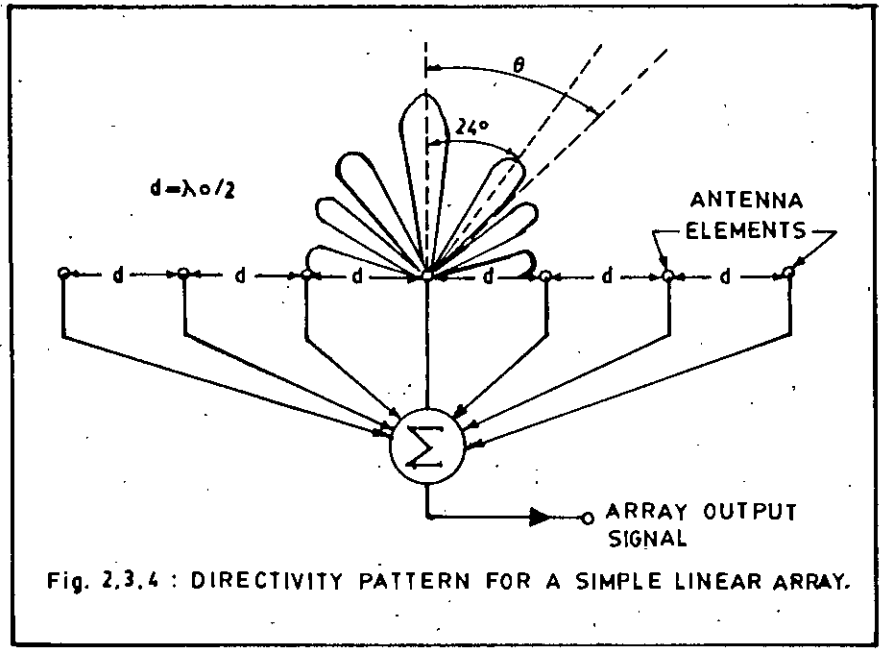 θ
24°
d=λo/2
ANTENNA
ELEMENTS
d d d d d d
Σ
ARRAY OUTPUT
SIGNAL
Fig. 2,3,4 : DIRECTIVITY PATTERN FOR A SIMPLE LINEAR ARRAY.